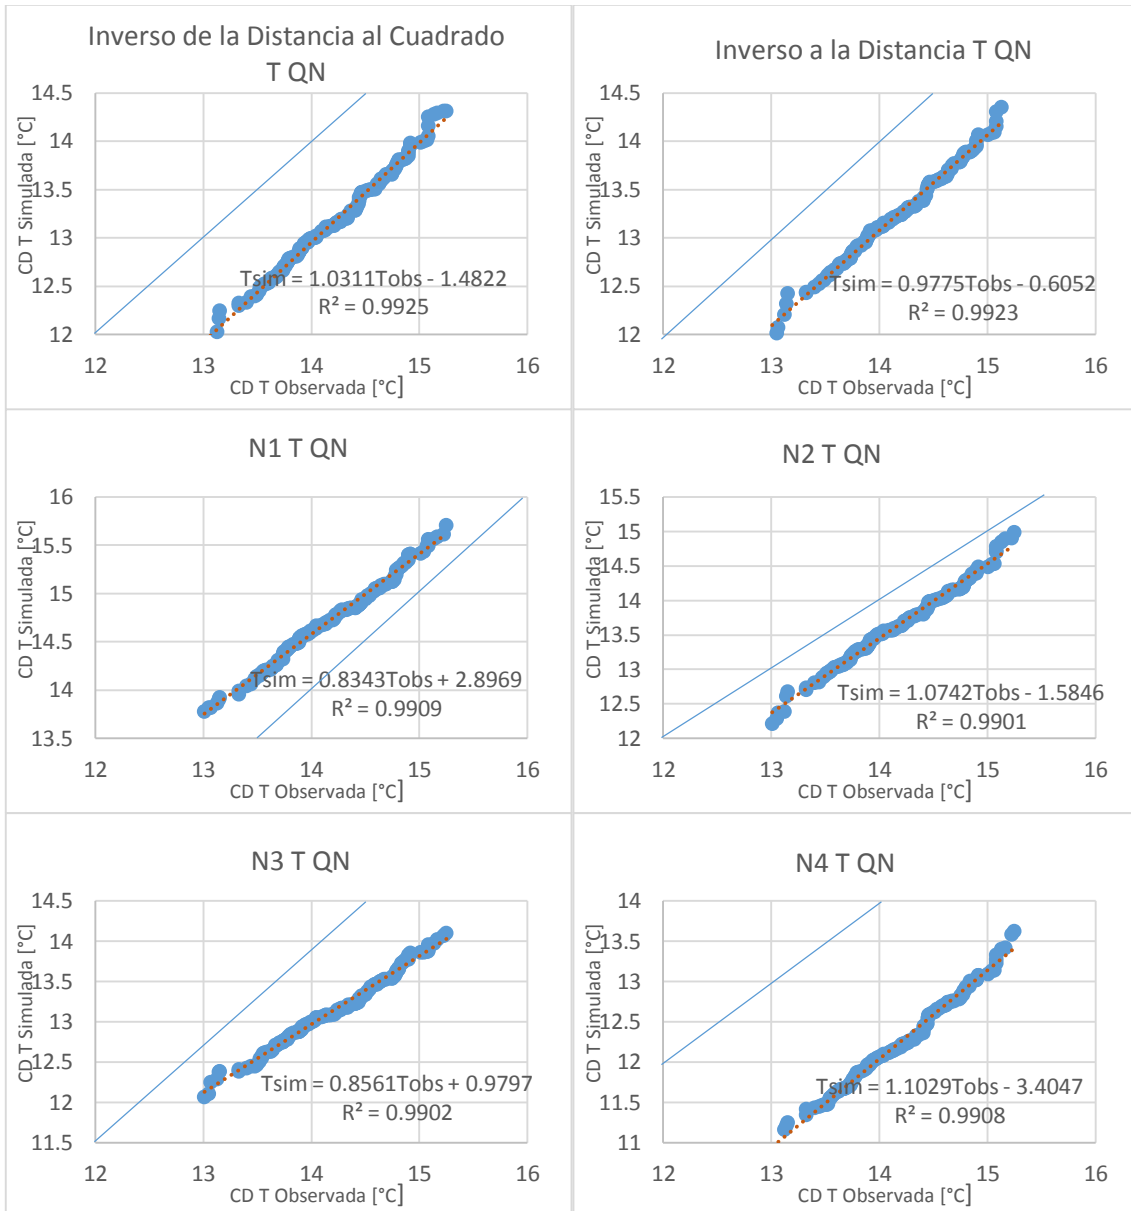 Inverso de la Distancia al Cuadrado
T QN
CD T Simulada [°C]
14.5
14
13.5
13
12.5
12
Tsim = 1.0311Tobs - 1.4822
R² = 0.9925
12 13 14 15 16
CD T Observada [°C]
Inverso a la Distancia T QN
CD T Simulada [°C]
14.5
14
13.5
13
12.5
12
Tsim = 0.9775Tobs - 0.6052
R² = 0.9923
12 13 14 15 16
CD T Observada [°C]
N1 T QN
CD T Simulada [°C]
16
15.5
15
14.5
14
13.5
Tsim = 0.8343Tobs + 2.8969
R² = 0.9909
12 13 14 15 16
CD T Observada [°C]
N2 T QN
CD T Simulada [°C]
15.5
15
14.5
14
13.5
13
12.5
12
Tsim = 1.0742Tobs - 1.5846
R² = 0.9901
12 13 14 15 16
CD T Observada [°C]
N3 T QN
CD T Simulada [°C]
14.5
14
13.5
13
12.5
12
11.5
Tsim = 0.8561Tobs + 0.9797
R² = 0.9902
12 13 14 15 16
CD T Observada [°C]
N4 T QN
CD T Simulada [°C]
14
13.5
13
12.5
12
11.5
11
Tsim = 1.1029Tobs - 3.4047
R² = 0.9908
12 13 14 15 16
CD T Observada [°C]